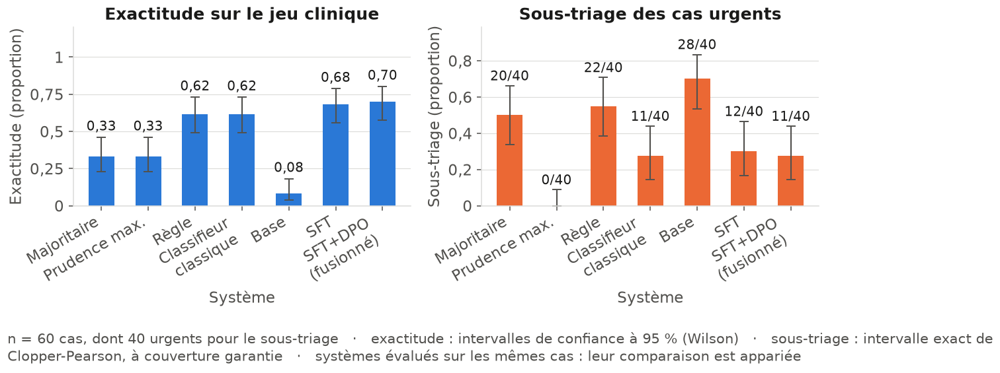 Exactitude sur le jeu clinique
Exactitude (proportion)
1
0,75
0,5
0,25
0
0,33
0,33
0,62
0,62
0,08
0,68
0,70
Majoritaire
Prudence max.
Règle
Classifieur
classique
Base
SFT
SFT+DPO
(fusionné)
Système
Sous-triage des cas urgents
Sous-triage (proportion)
0,8
0,6
0,4
0,2
0
20/40
0/40
22/40
11/40
28/40
12/40
11/40
Majoritaire
Prudence max.
Règle
Classifieur
classique
Base
SFT
SFT+DPO
(fusionné)
Système
n = 60 cas, dont 40 urgents pour le sous-triage · exactitude : intervalles de confiance à 95 % (Wilson) · sous-triage : intervalle exact de
Clopper-Pearson, à couverture garantie · systèmes évalués sur les mêmes cas : leur comparaison est appariée